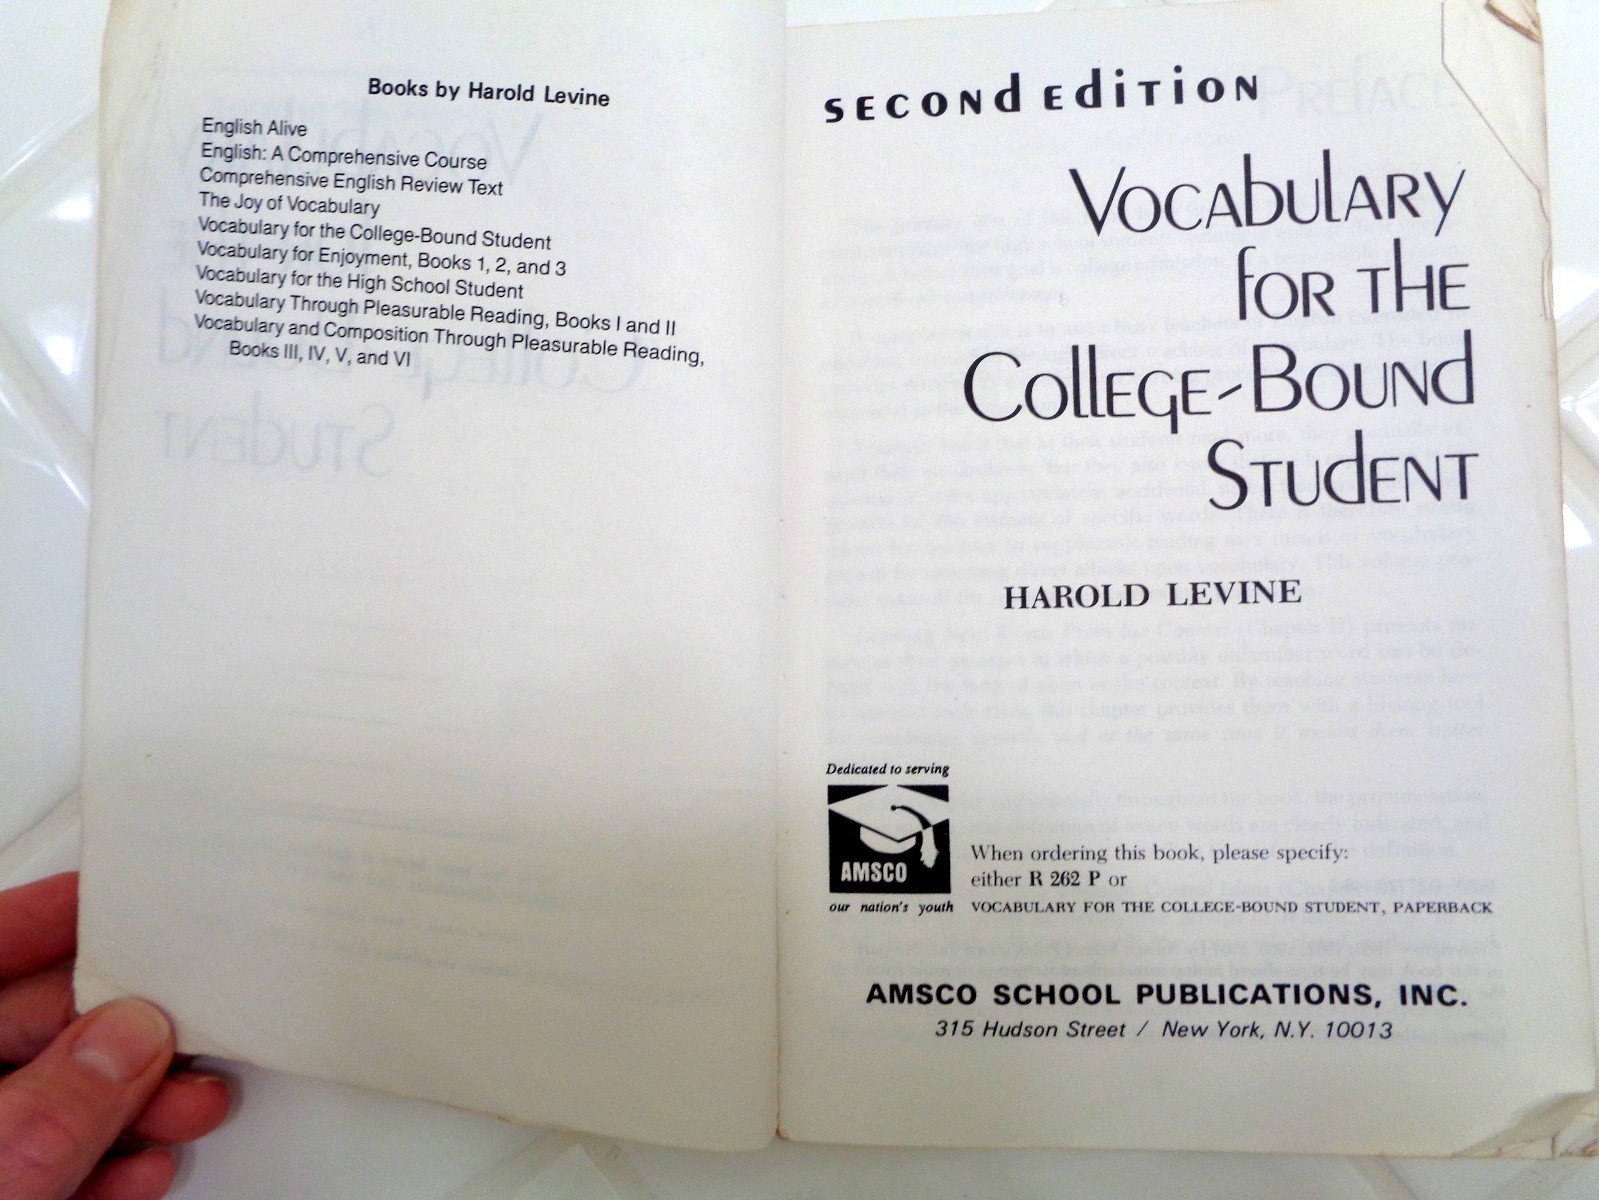 Books by Harold Levine
English Alive
English: A Comprehensive Course
Comprehensive English Review Text
The Joy of Vocabulary
Vocabulary for the College-Bound Student
Vocabulary for Enjoyment, Books 1, 2, and 3
Vocabulary for the High School Student
Vocabulary Through Pleasurable Reading, Books I and II
Vocabulary and Composition Through Pleasurable Reading,
Books III, IV, V, and VI
SECONd EdiTiON
VOCAbulARY
fOR THE
CollEGE-BOUNd
STUdENT
HAROLD LEVINE
Dedicated to serving
AMSCO
our nation's youth
When ordering this book, please specify:
either R 262 P or
VOCABULARY FOR THE COLLEGE-BOUND STUDENT, PAPERBACK
AMSCO SCHOOL PUBLICATIONS, INC.
315 Hudson Street / New York, N.Y. 10013